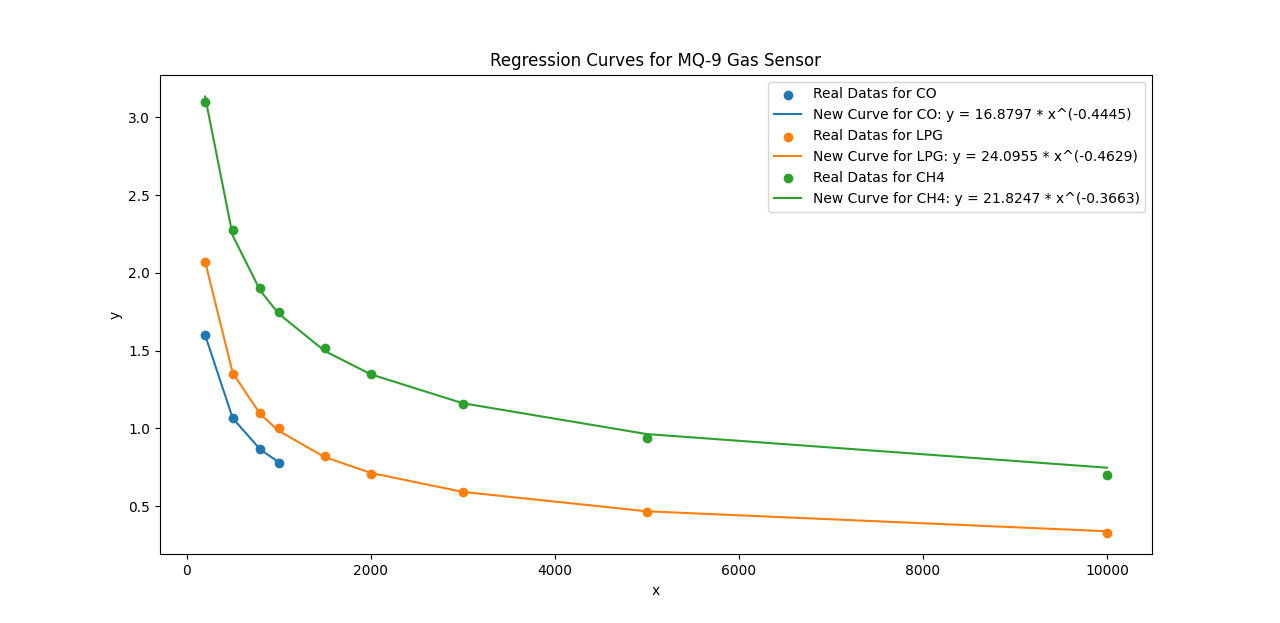 Regression Curves for MQ-9 Gas Sensor
Real Datas for CO
New Curve for CO: y = 16.8797 * x^(-0.4445)
Real Datas for LPG
New Curve for LPG: y = 24.0955 * x^(-0.4629)
Real Datas for CH4
New Curve for CH4: y = 21.8247 * x^(-0.3663)
3.0
2.5
2.0
1.5
1.0
0.5
y
0 2000 4000 6000 8000 10000
x